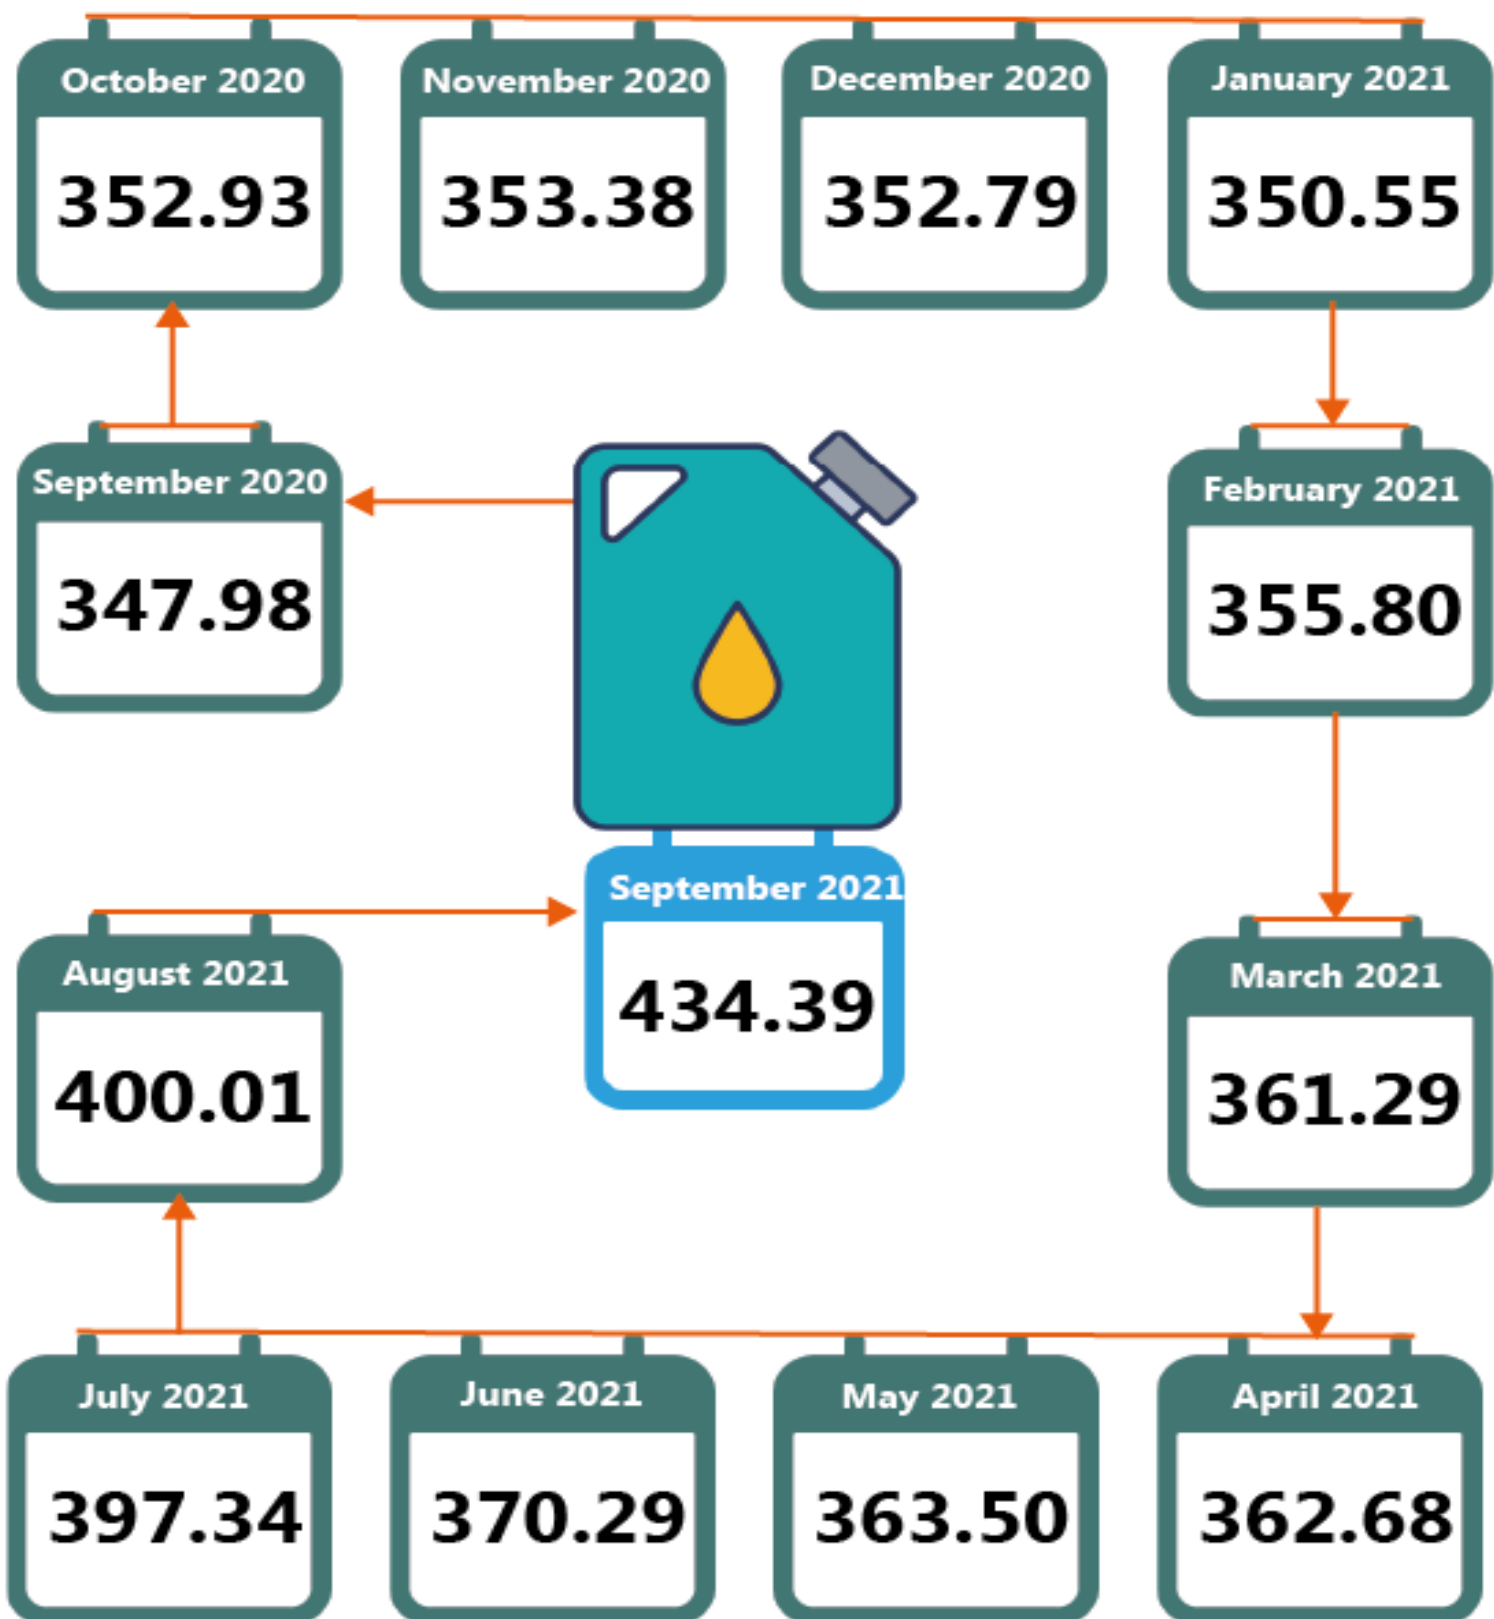 October 2020
352.93
November 2020
353.38
December 2020
352.79
January 2021
350.55
September 2020
347.98
February 2021
355.80
September 2021
434.39
August 2021
400.01
March 2021
361.29
July 2021
397.34
June 2021
370.29
May 2021
363.50
April 2021
362.68